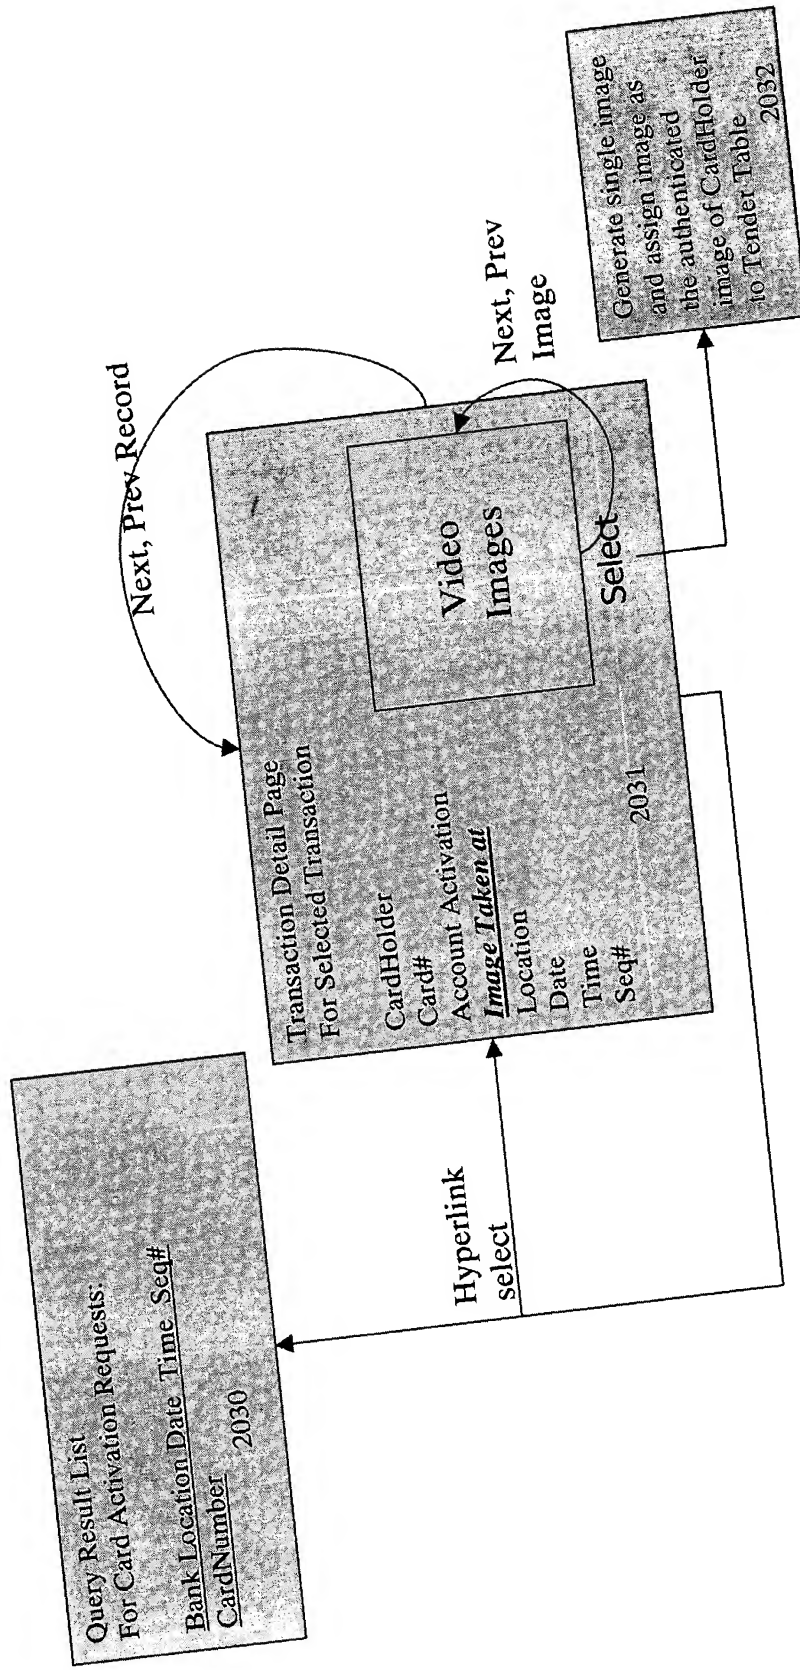 Query Result List
For Card Activation Requests:
Bank Location Date Time Seq#
CardNumber 2030
Hyperlink
select
Transaction Detail Page
For Selected Transaction
CardHolder
Card#
Account Activation
Image Taken at
Location
Date
Time
Seq#
2031
Video
Images
Select
Next, Prev Record
Next, Prev
Image
Generate single image
and assign image as
the authenticated
image of CardHolder
to Tender Table
2032